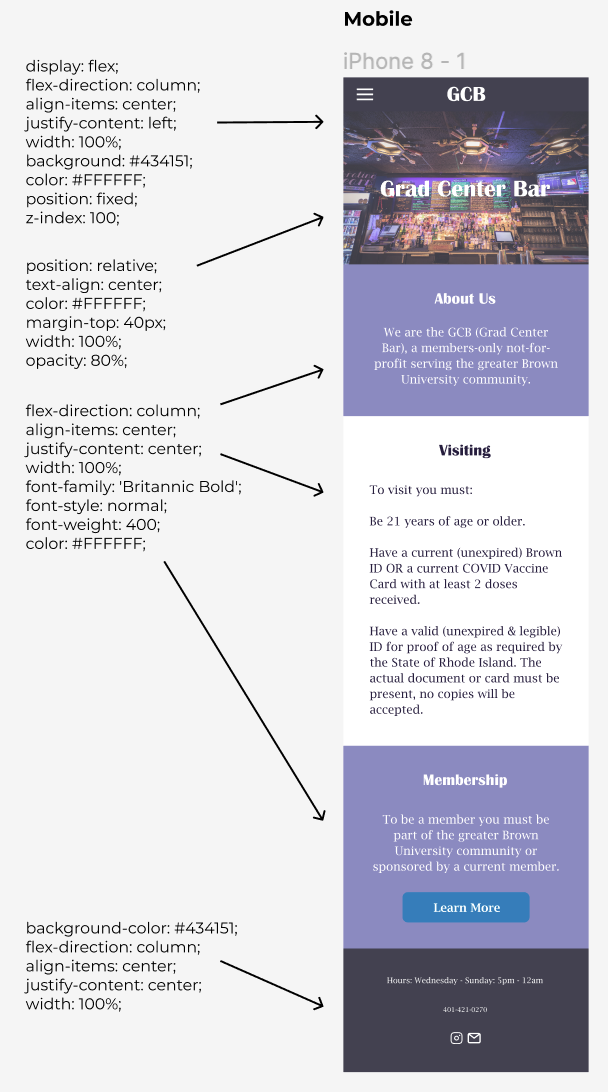 Mobile
iPhone 8 - 1
display: flex;
flex-direction: column;
align-items: center;
justify-content: left;
width: 100%;
background: #434151;
color: #FFFFFF;
position: fixed;
z-index: 100;
position: relative;
text-align: center;
color: #FFFFFF;
margin-top: 40px;
width: 100%;
opacity: 80%;
flex-direction: column;
align-items: center;
justify-content: center;
width: 100%;
font-family: 'Britannic Bold';
font-style: normal;
font-weight: 400;
color: #FFFFFF;
background-color: #434151;
flex-direction: column;
align-items: center;
justify-content: center;
width: 100%;
GCB
Grad Center Bar
About Us
We are the GCB (Grad Center
Bar), a members-only not-for-
profit serving the greater Brown
University community.
Visiting
To visit you must:
Be 21 years of age or older.
Have a current (unexpired) Brown
ID OR a current COVID Vaccine
Card with at least 2 doses
received.
Have a valid (unexpired & legible)
ID for proof of age as required by
the State of Rhode Island. The
actual document or card must be
present, no copies will be
accepted.
Membership
To be a member you must be
part of the greater Brown
University community or
sponsored by a current member.
Learn More
Hours: Wednesday - Sunday: 5pm - 12am
401-421-0270